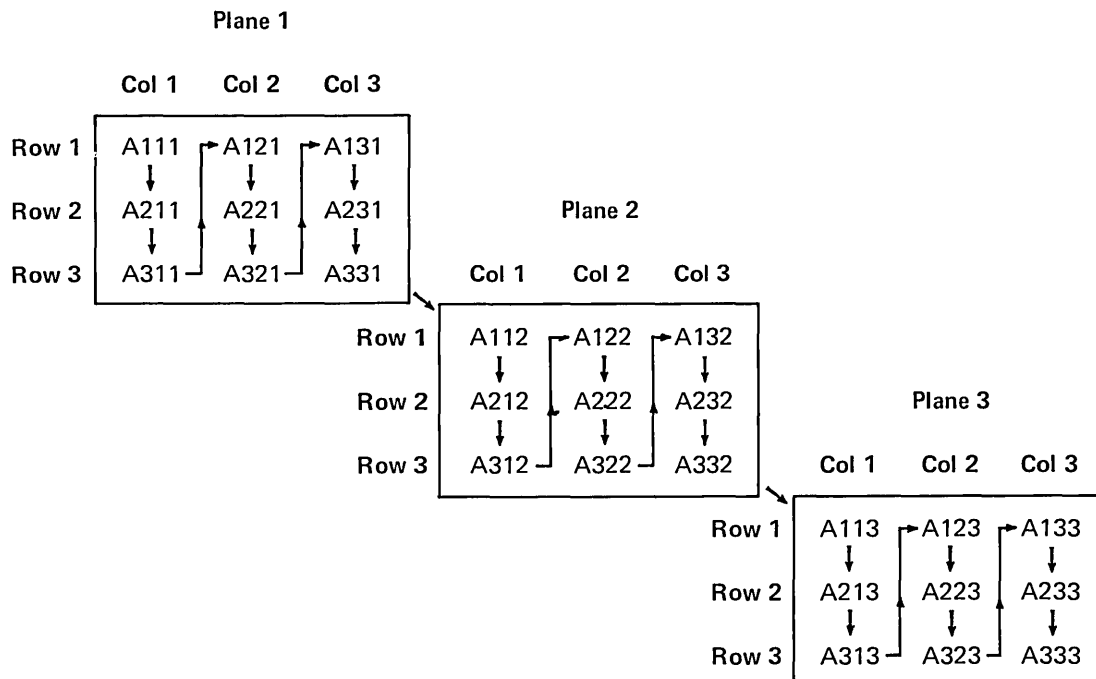 Plane 1
Col 1 Col 2 Col 3
Row 1 A111 A121 A131
Row 2 A211 A221 A231
Row 3 A311 A321 A331
Plane 2
Col 1 Col 2 Col 3
Row 1 A112 A122 A132
Row 2 A212 A222 A232
Row 3 A312 A322 A332
Plane 3
Col 1 Col 2 Col 3
Row 1 A113 A123 A133
Row 2 A213 A223 A233
Row 3 A313 A323 A333